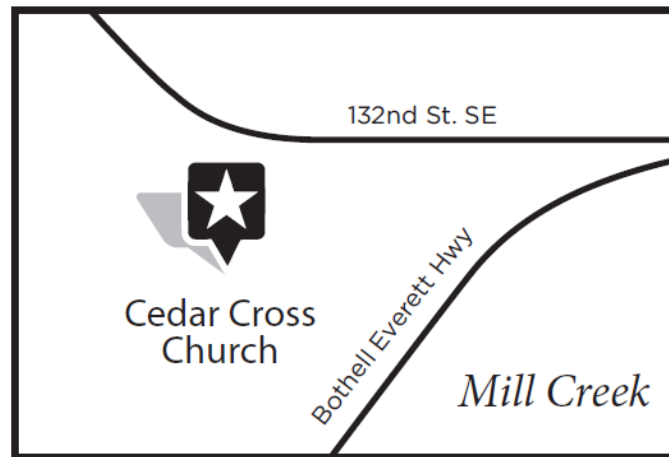 132nd St. SE
Cedar Cross
Church
Bothell Everett Hwy
Mill Creek